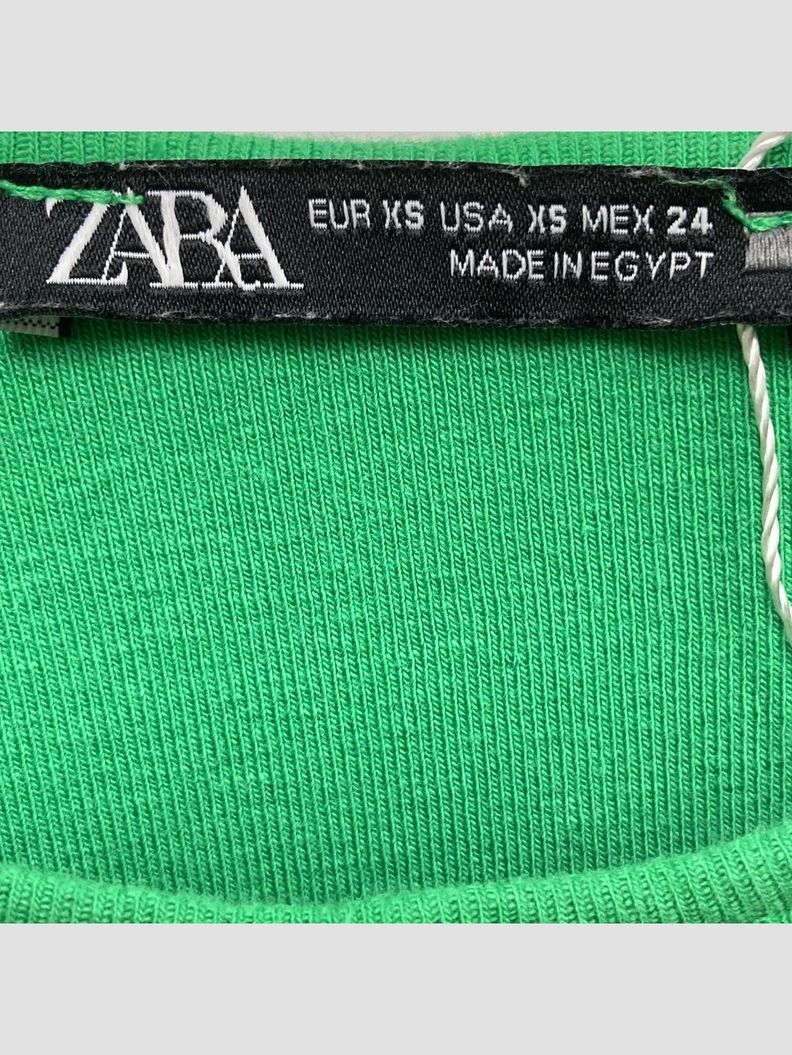 ZARA
EUR XS USA XS MEX 24
MADE IN EGYPT